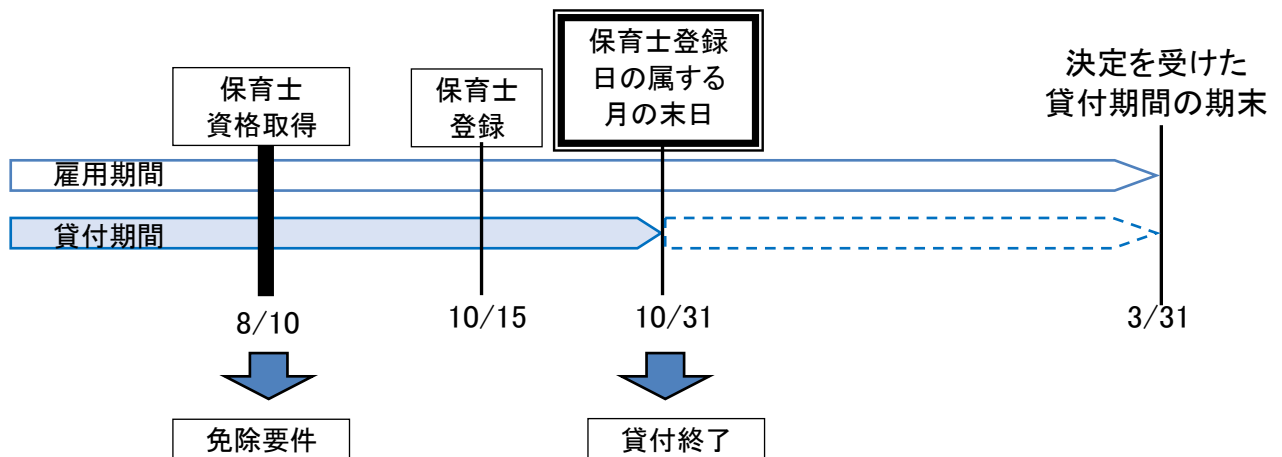 保育士
資格取得
保育士
登録
保育士登録
日の属する
月の末日
決定を受けた
貸付期間の期末
雇用期間
貸付期間
8/10
10/15
10/31
3/31
免除要件
貸付終了